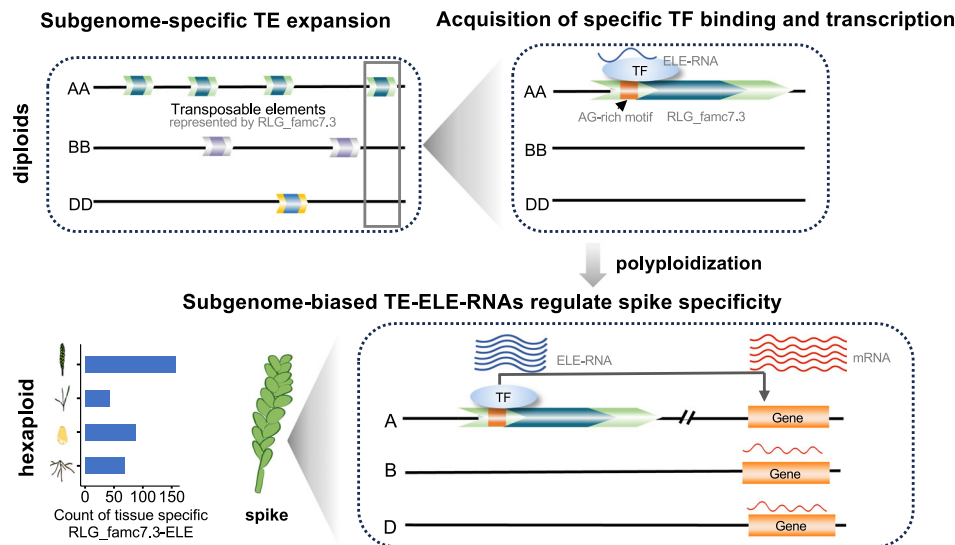 Subgenome-specific TE expansion
Acquisition of specific TF binding and transcription
diploids
AA
Transposable elements
represented by RLG_famc7.3
BB
DD
ELE-RNA
TF
AA
AG-rich motif
RLG_famc7.3
BB
DD
polyploidization
Subgenome-biased TE-ELE-RNAs regulate spike specificity
hexaploid
0 50 100 150
Count of tissue specific
RLG_famc7.3-ELE
spike
ELE-RNA
mRNA
TF
A
Gene
B
Gene
D
Gene